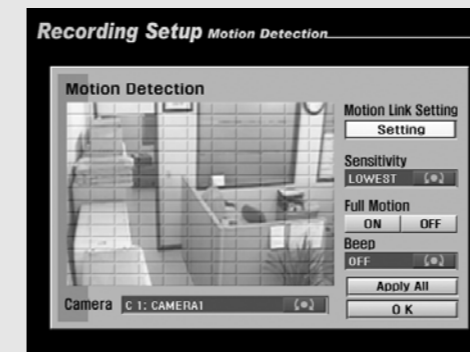 Recording Setup Motion Detection
Motion Detection
Motion Link Setting
Setting
Sensitivity
LOWEST
Full Motion
ON OFF
Beep
OFF
Apply All
OK
Camera C 1: CAMERA1